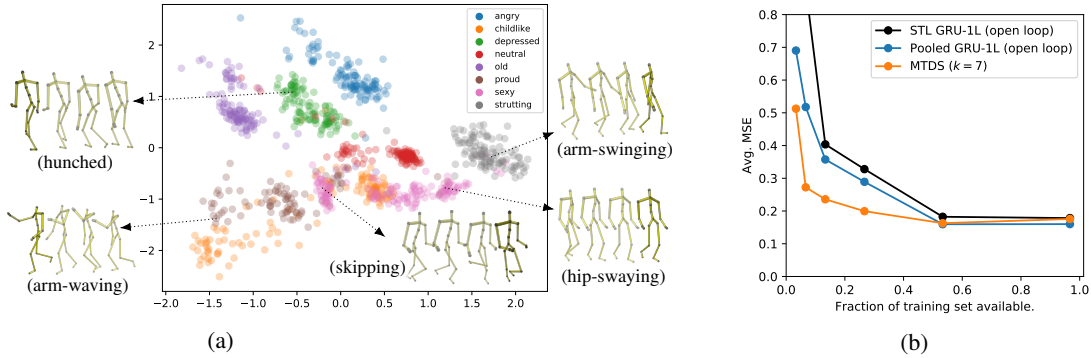 angry
childlike
depressed
neutral
old
proud
sexy
strutting
2
1
0
−1
−2
−2.0 −1.5 −1.0 −0.5 0.0 0.5 1.0 1.5 2.0
(hunched)
(arm-waving)
(skipping)
(arm-swinging)
(hip-swaying)
(a)
STL GRU-1L (open loop)
Pooled GRU-1L (open loop)
MTDS (k = 7)
Avg. MSE
0.8
0.7
0.6
0.5
0.4
0.3
0.2
0.1
0.0
0.0 0.2 0.4 0.6 0.8 1.0
Fraction of training set available.
(b)